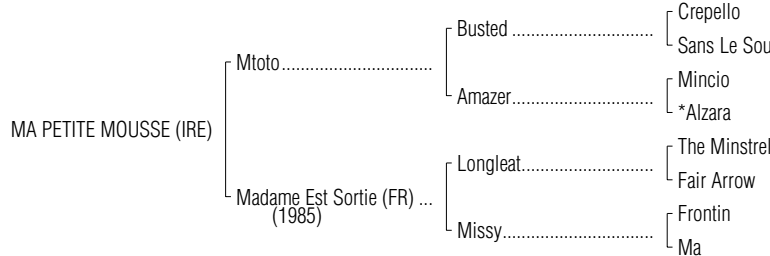 Crepello
Busted ..............................
Sans Le Sou
Mtoto................................
Mincio
Amazer..............................
*Alzara
MA PETITE MOUSSE (IRE)
The Minstrel
Longleat............................
Fair Arrow
Madame Est Sortie (FR) ...
(1985)
Frontin
Missy................................
Ma